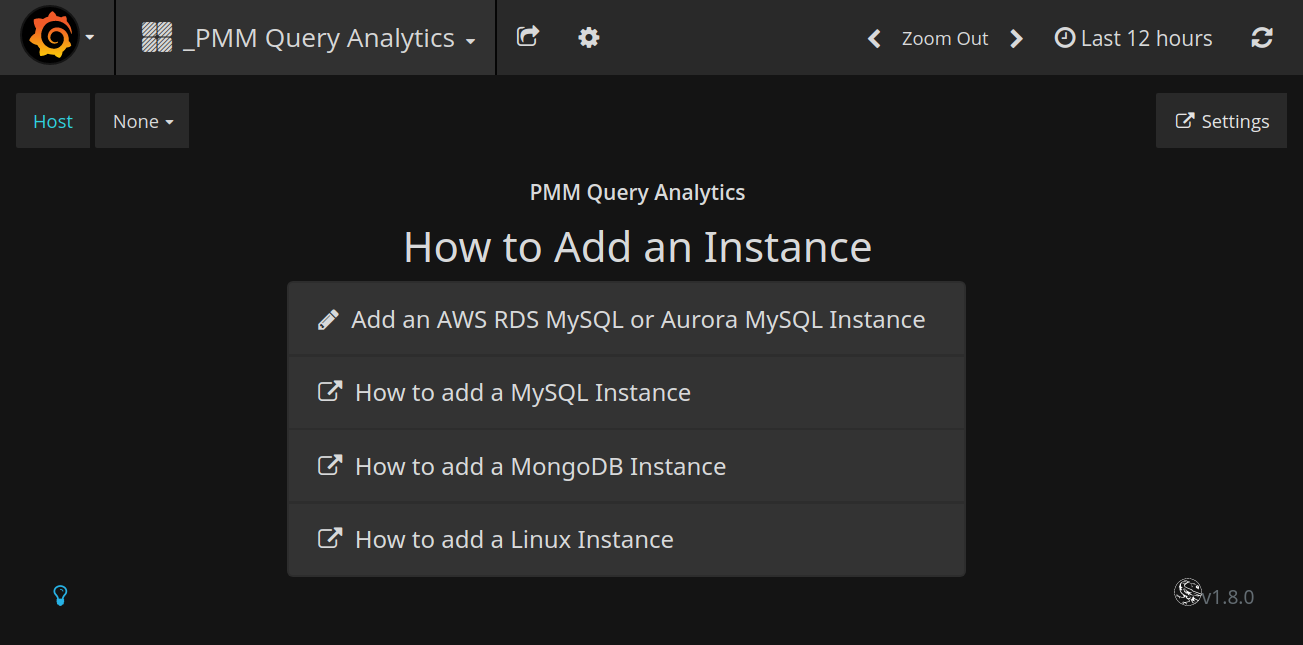 _PMM Query Analytics
Zoom Out
Last 12 hours
Host
None
Settings
PMM Query Analytics
How to Add an Instance
Add an AWS RDS MySQL or Aurora MySQL Instance
How to add a MySQL Instance
How to add a MongoDB Instance
How to add a Linux Instance
v1.8.0